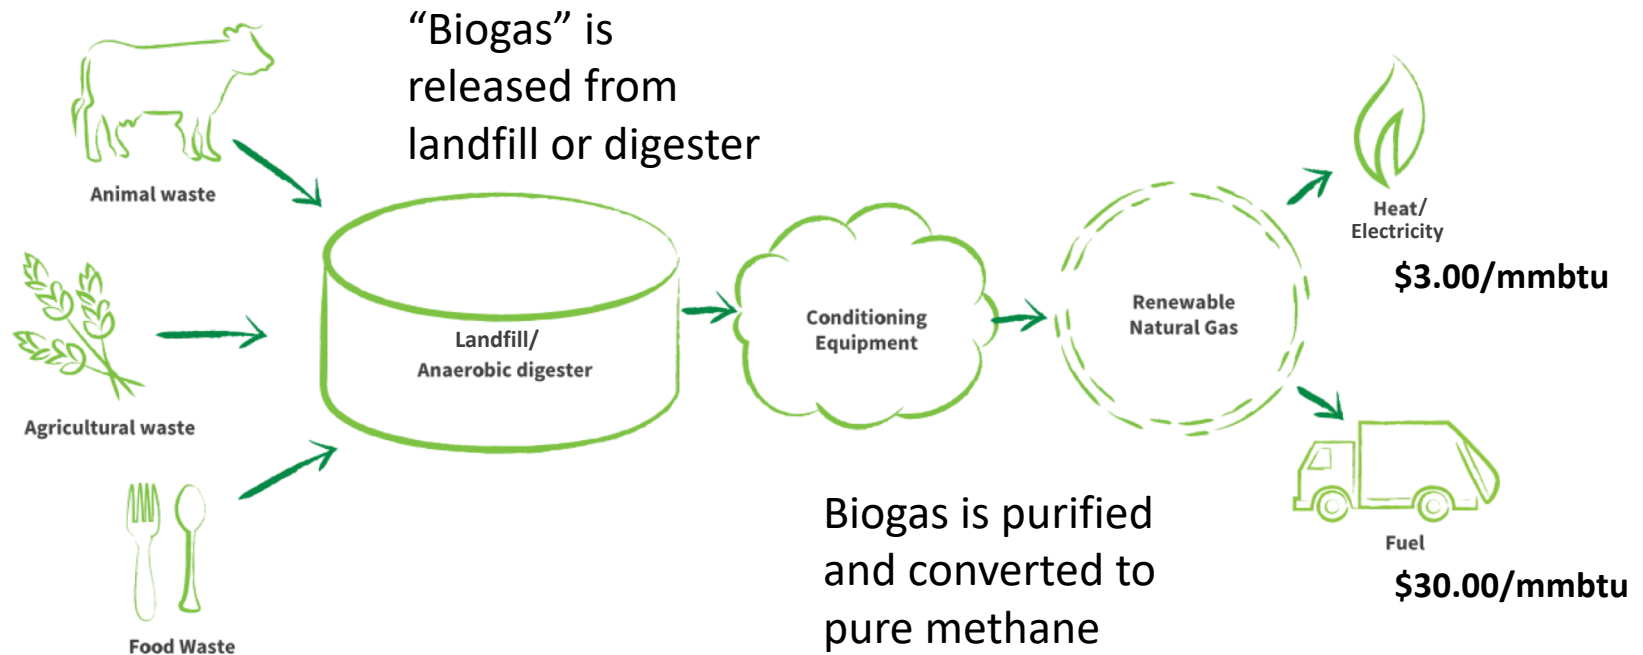 “Biogas” is
released from
landfill or digester
Animal waste
Agricultural waste
Food Waste
Landfill/
Anaerobic digester
Conditioning
Equipment
Renewable
Natural Gas
Heat/
Electricity
$3.00/mmbtu
Fuel
$30.00/mmbtu
Biogas is purified
and converted to
pure methane